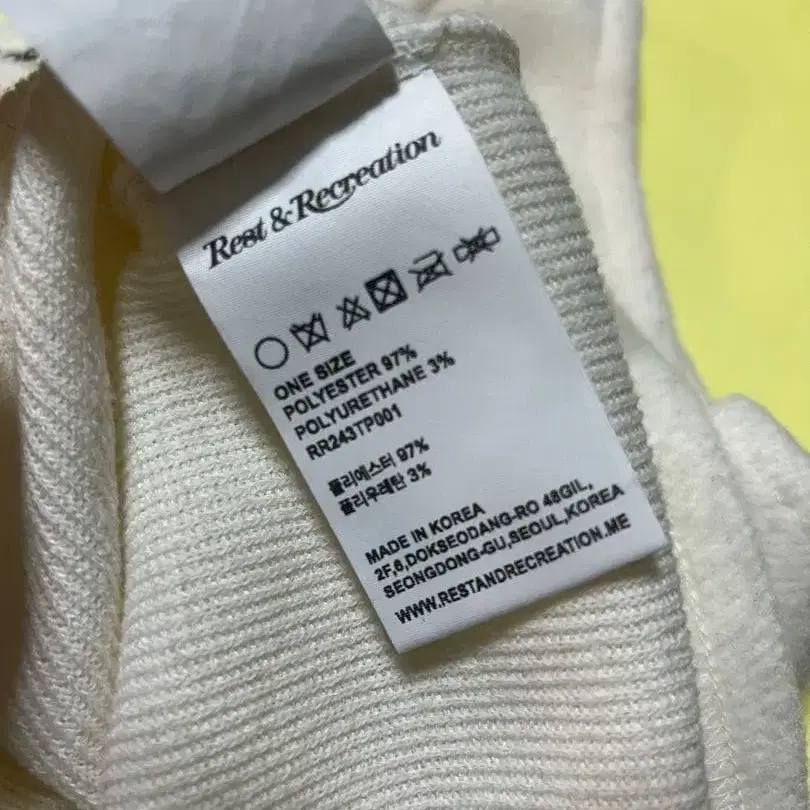 Rest & Recreation
ONE SIZE
POLYESTER 97%
POLYURETHANE 3%
RR243TP001
폴리에스터 97%
폴리우레탄 3%
MADE IN KOREA
2F,6,DOKSEODANG-RO 48GIL,
SEONGDONG-GU,SEOUL,KOREA
WWW.RESTANDRECREATION.ME